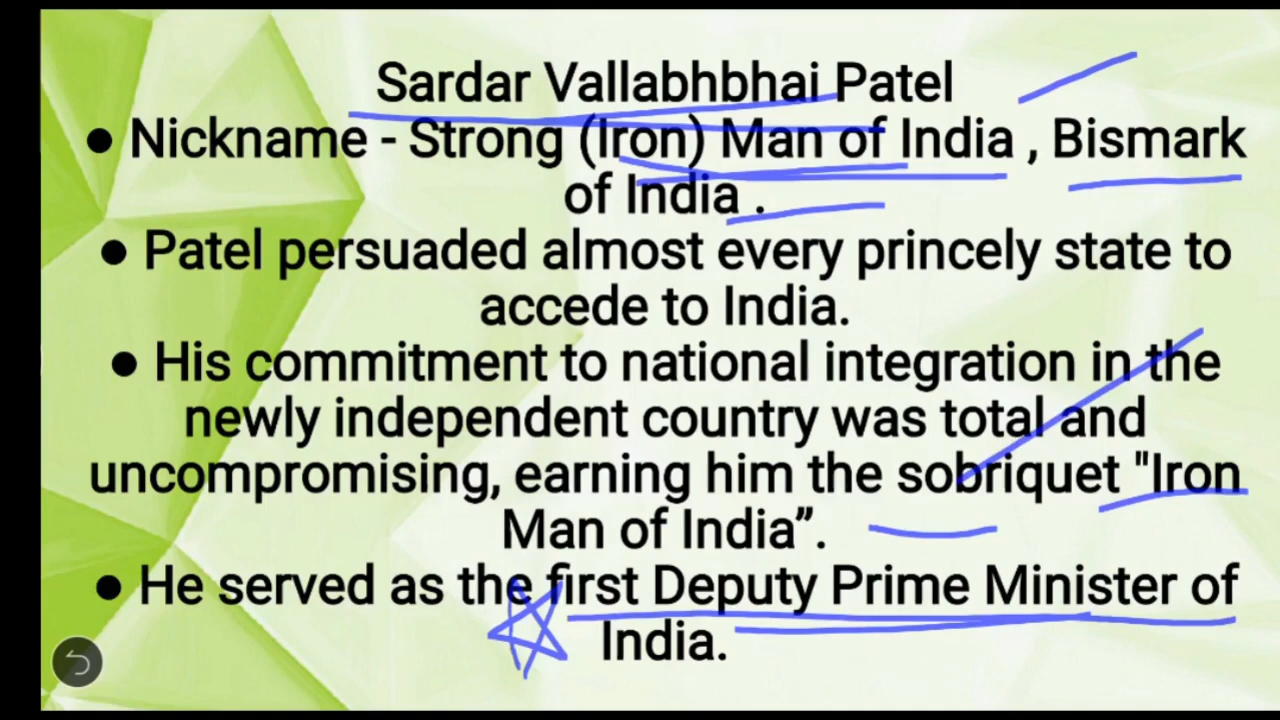 Sardar Vallabhbhai Patel
● Nickname - Strong (Iron) Man of India , Bismark
of India .
● Patel persuaded almost every princely state to
accede to India.
● His commitment to national integration in the
newly independent country was total and
uncompromising, earning him the sobriquet "Iron
Man of India”.
● He served as the first Deputy Prime Minister of
India.